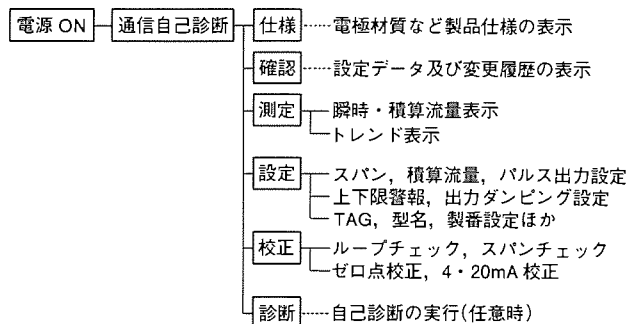 電源 ON 通信自己診断 仕様 電極材質など製品仕様の表示
確認 設定データ及び変更履歴の表示
測定 瞬時・積算流量表示
トレンド表示
設定 スパン，積算流量，パルス出力設定
上下限警報，出力ダンピング設定
TAG，型名，製番設定ほか
校正 ループチェック，スパンチェック
ゼロ点校正，4・20mA 校正
診断 自己診断の実行(任意時)